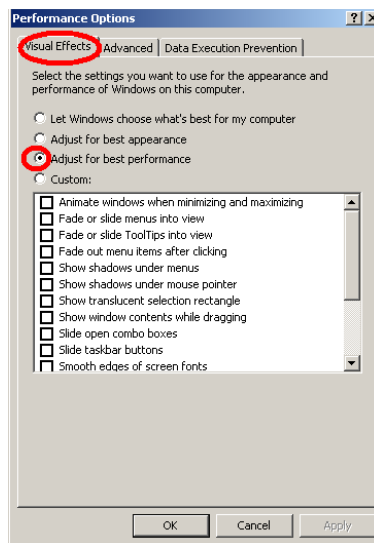 Performance Options
Visual Effects Advanced Data Execution Prevention
Select the settings you want to use for the appearance and
performance of Windows on this computer.
Let Windows choose what's best for my computer
Adjust for best appearance
Adjust for best performance
Custom:
Animate windows when minimizing and maximizing
Fade or slide menus into view
Fade or slide ToolTips into view
Fade out menu items after clicking
Show shadows under menus
Show shadows under mouse pointer
Show translucent selection rectangle
Show window contents while dragging
Slide open combo boxes
Slide taskbar buttons
Smooth edges of screen fonts
OK Cancel Apply